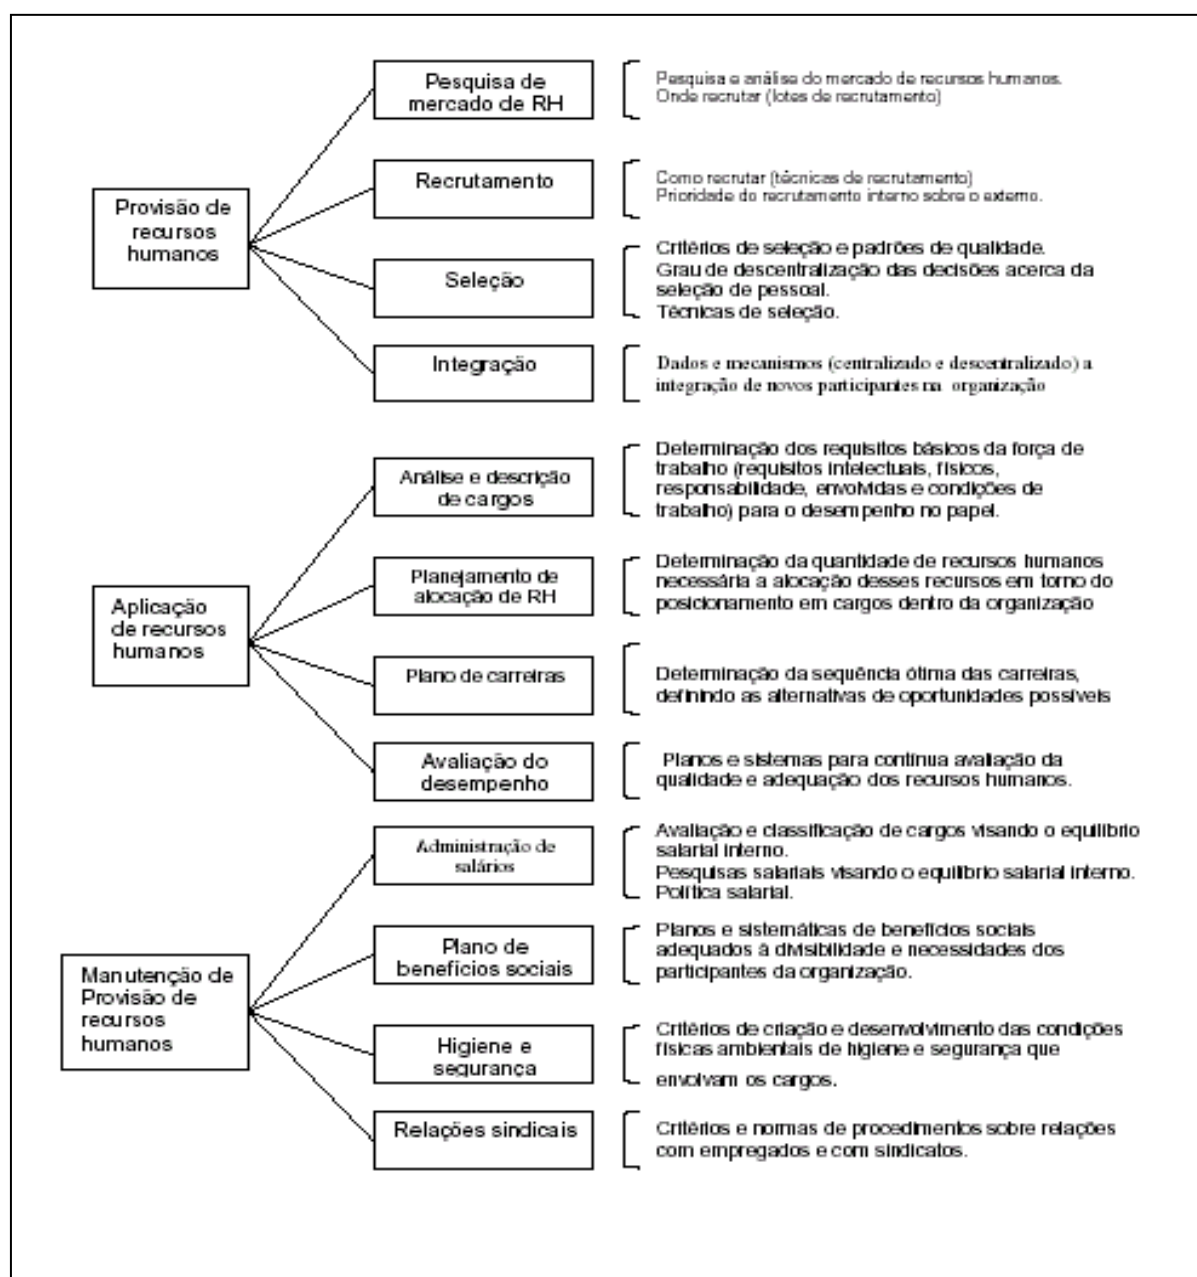 Pesquisa de
mercado de RH
Pesquisa e análise do mercado de recursos humanos.
Onde recrutar (lotes de recrutamento)
Recrutamento
Como recrutar (técnicas de recrutamento)
Prioridade do recrutamento interno sobre o externo.
Provisão de
recursos
humanos
Seleção
Critérios de seleção e padrões de qualidade.
Grau de descentralização das decisões acerca da
seleção de pessoal.
Técnicas de seleção.
Integração
Dados e mecanismos (centralizado e descentralizado) a
integração de novos participantes na organização
Análise e descrição
de cargos
Determinação dos requisitos básicos da força de
trabalho (requisitos intelectuais, físicos,
responsabilidade, envolvidas e condições de
trabalho) para o desempenho no papel.
Planejamento de
alocação de RH
Determinação da quantidade de recursos humanos
necessária a alocação desses recursos em torno do
posicionamento em cargos dentro da organização
Aplicação
de recursos
humanos
Plano de carreiras
Determinação da sequência ótima das carreiras,
definindo as alternativas de oportunidades possíveis
Avaliação do
desempenho
Planos e sistemas para contínua avaliação da
qualidade e adequação dos recursos humanos.
Administração de
salários
Avaliação e classificação de cargos visando o equilíbrio
salarial interno.
Pesquisas salariais visando o equilíbrio salarial interno.
Política salarial.
Plano de
benefícios sociais
Planos e sistemáticas de benefícios sociais
adequados à divisibilidade e necessidades dos
participantes da organização.
Manutenção de
Provisão de
recursos
humanos
Higiene e
segurança
Critérios de criação e desenvolvimento das condições
físicas ambientais de higiene e segurança que
envolvam os cargos.
Relações sindicais
Critérios e normas de procedimentos sobre relações
com empregados e com sindicatos.